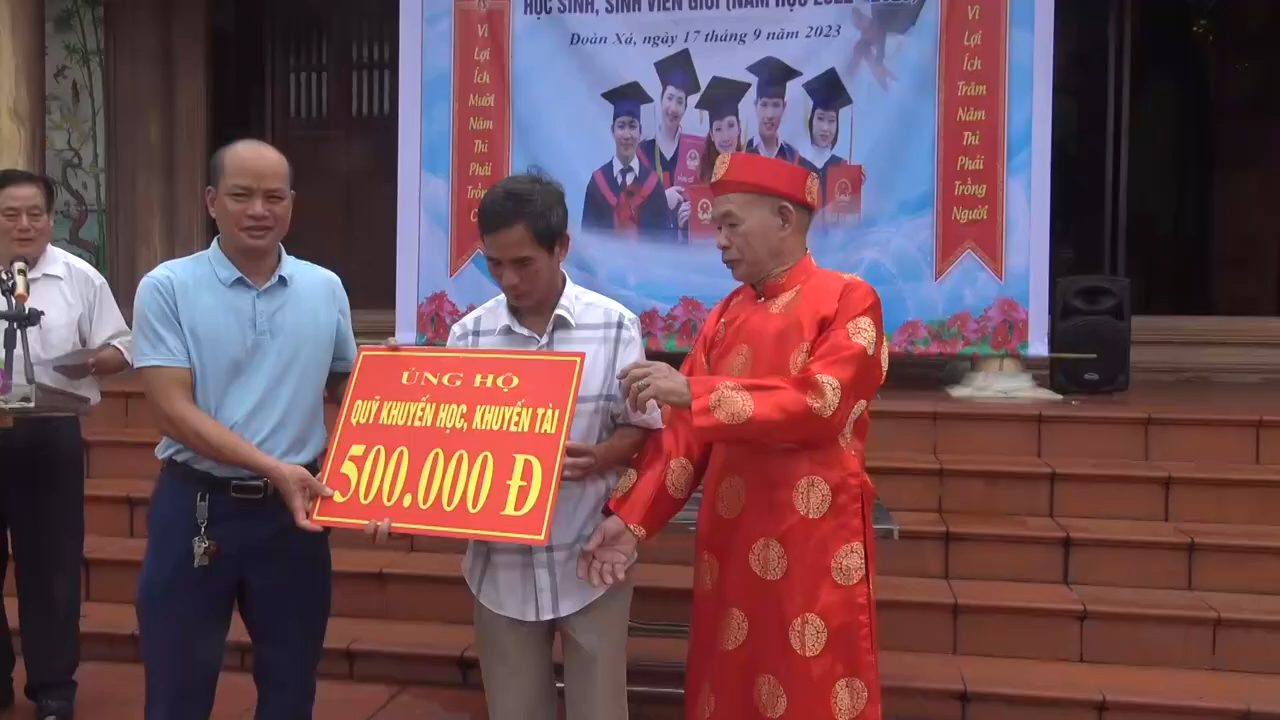 HỌC SINH, SINH VIÊN GIỎI (NĂM HỌC 2022 - 2023)
Đoàn Xá, ngày 17 tháng 9 năm 2023
Vì
Lợi
Ích
Mười
Năm
Thì
Phải
Trồng
Vì
Lợi
Ích
Trăm
Năm
Thì
Phải
Trồng
Người
ỦNG HỘ
QUỸ KHUYẾN HỌC, KHUYẾN TÀI
500.000 Đ